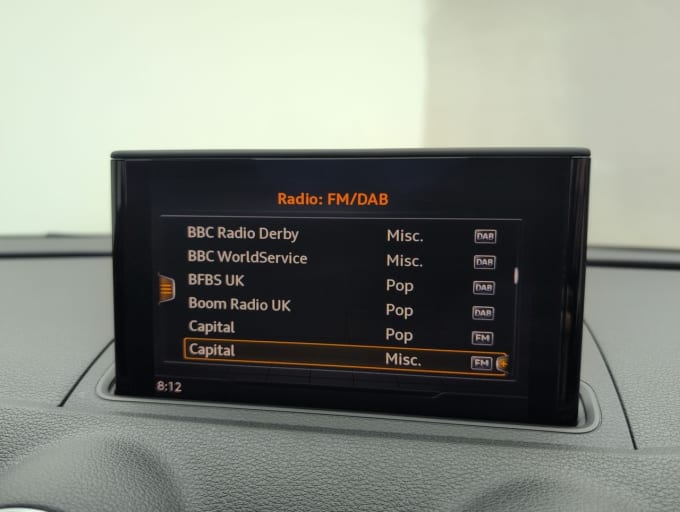 Radio: FM/DAB
BBC Radio Derby Misc. DAB
BBC WorldService Misc. DAB
BFBS UK Pop DAB
Boom Radio UK Pop DAB
Capital Pop FM
Capital Misc. FM
8:12